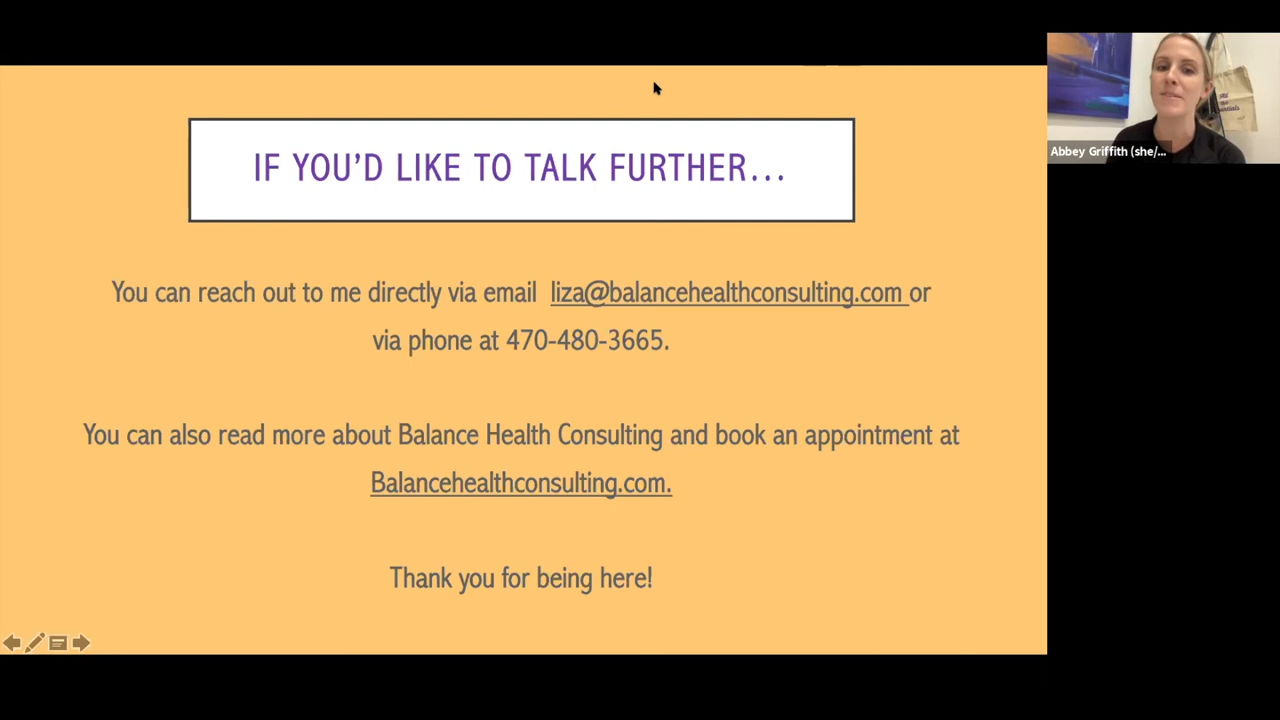 IF YOU'D LIKE TO TALK FURTHER...
You can reach out to me directly via email liza@balancehealthconsulting.com or
via phone at 470-480-3665.
You can also read more about Balance Health Consulting and book an appointment at
Balancehealthconsulting.com.
Thank you for being here!
Abbey Griffith (she/...